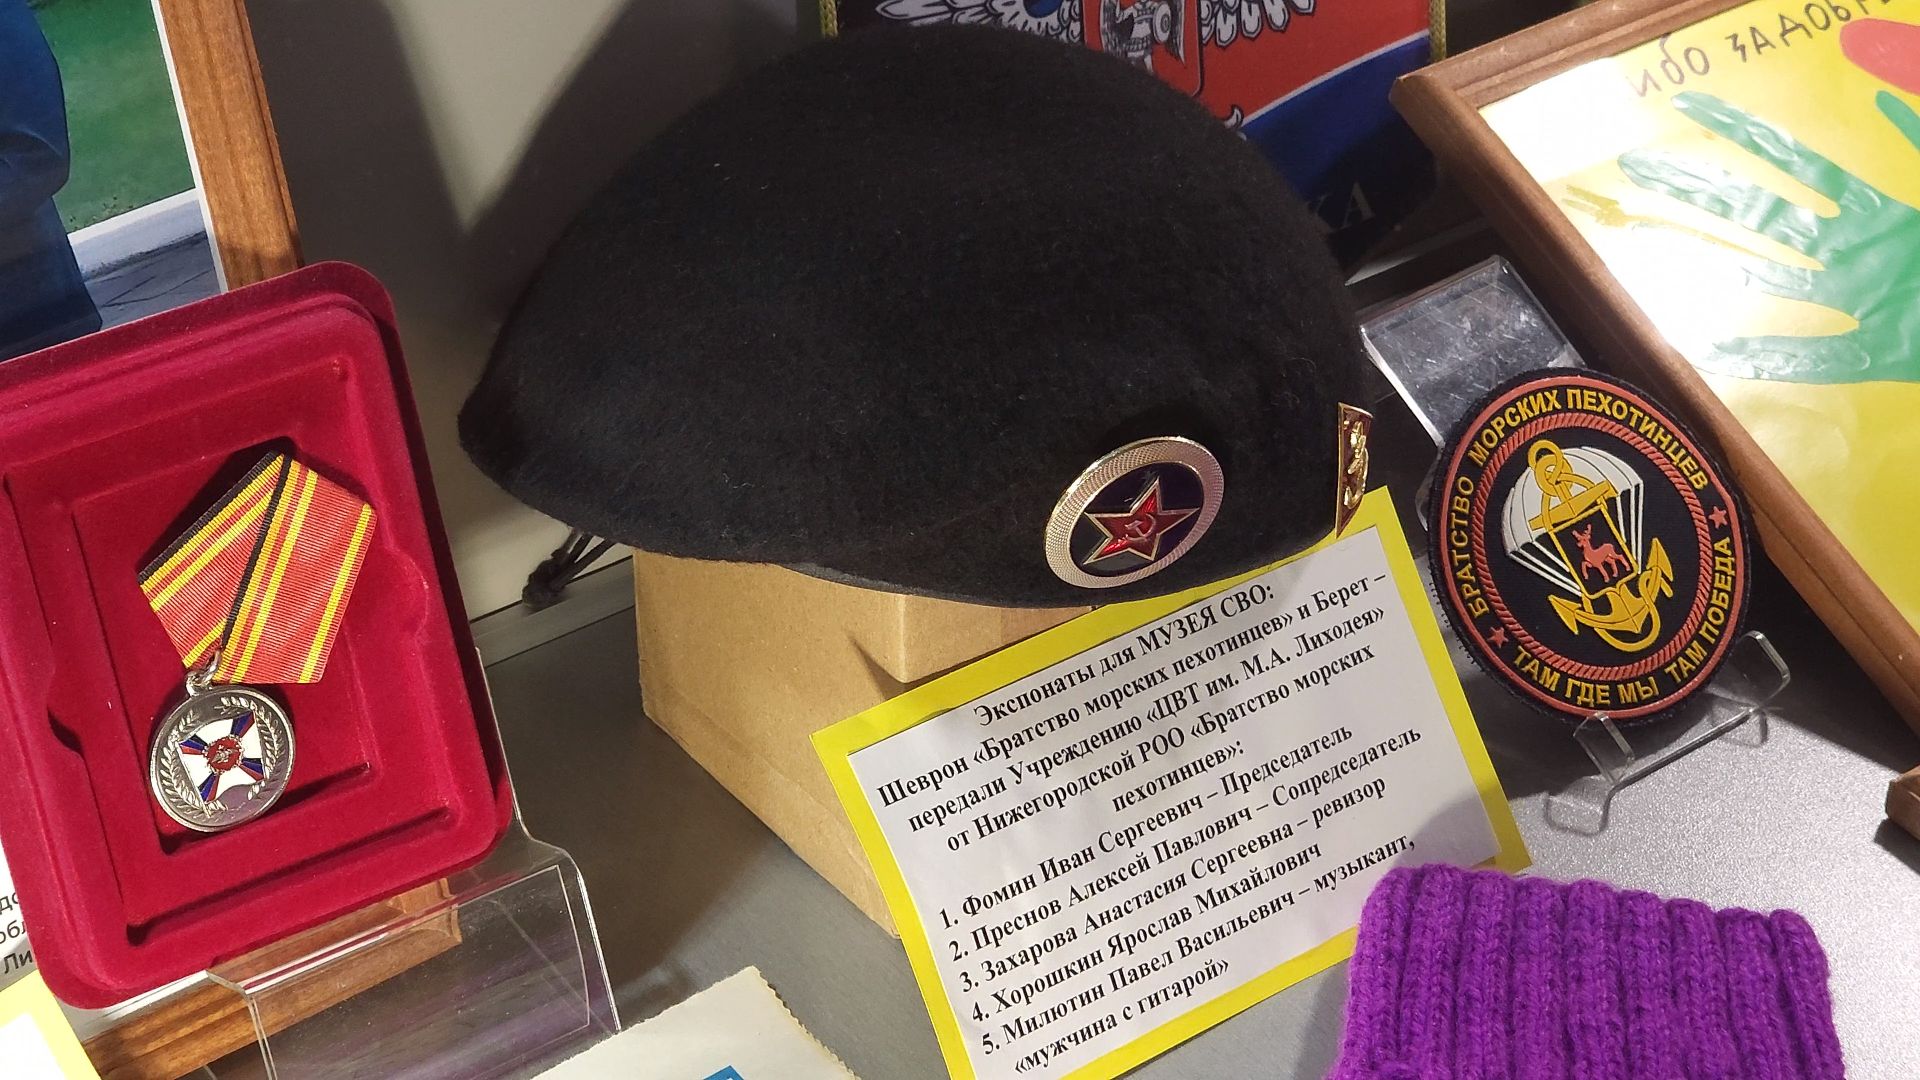 ЗАДОБР
КА
БРАТСТВО МОРСКИХ ПЕХОТИНЦЕВ
ТАМ ГДЕ МЫ ТАМ ПОБЕДА
Экспонаты для МУЗЕЯ СВО:
Шеврон «Братство морских пехотинцев» и Берет –
передали Учреждению «ЦВТ им. М.А. Лиходея»
от Нижегородской РОО «Братство морских
пехотинцев»:
1. Фомин Иван Сергеевич – Председатель
2. Преснов Алексей Павлович – Сопредседатель
3. Захарова Анастасия Сергеевна – ревизор
4. Хорошкин Ярослав Михайлович
5. Милютин Павел Васильевич – музыкант,
«мужчина с гитарой»